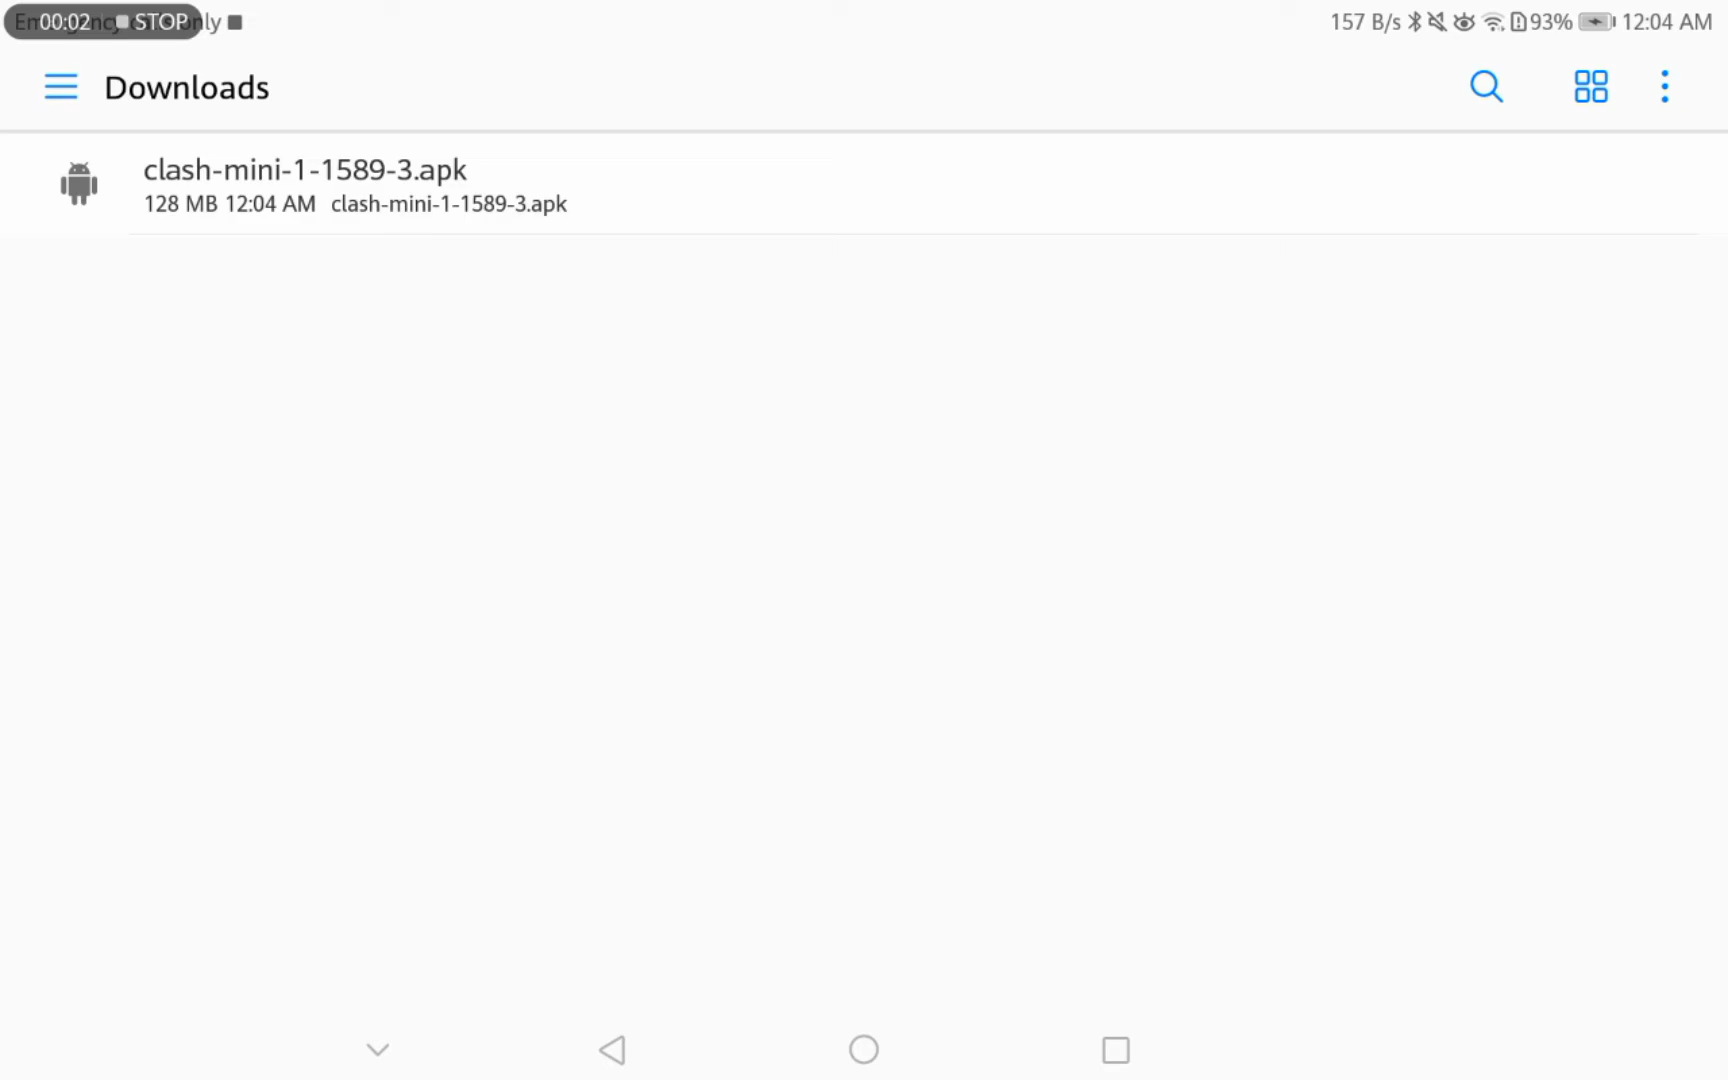 00:02 STOP
157 B/s 93% 12:04 AM
Downloads
clash-mini-1-1589-3.apk
128 MB 12:04 AM clash-mini-1-1589-3.apk